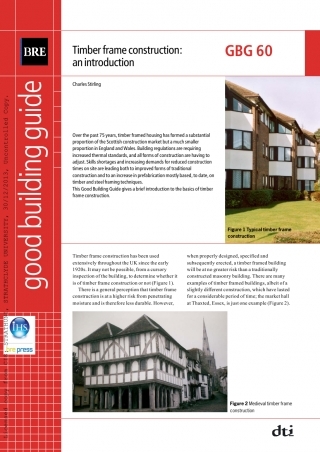 BRE
Timber frame construction:
an introduction
GBG 60
Charles Stirling
good building guide
Over the past 75 years, timber framed housing has formed a substantial
proportion of the Scottish construction market but a much smaller
proportion in England and Wales. Building regulations are requiring
increased thermal standards, and all forms of construction are having to
adjust. Skills shortages and increasing demands for reduced construction
times on site are leading both to improved forms of traditional
construction and to an increase in prefabrication mostly based, to date, on
timber and steel framing techniques.
This Good Building Guide gives a brief introduction to the basics of timber
frame construction.
Figure 1 Typical timber frame
construction
Timber frame construction has been used
extensively throughout the UK since the early
1920s. It may not be possible, from a cursory
inspection of the building, to determine whether it
is of timber frame construction or not (Figure 1).
There is a general perception that timber frame
construction is at a higher risk from penetrating
moisture and is therefore less durable. However,
when properly designed, specified and
subsequently erected, a timber framed building
will be at no greater risk than a traditionally
constructed masonry building. There are many
examples of timber framed buildings, albeit of a
slightly different construction, which have lasted
for a considerable period of time; the market hall
at Thaxted, Essex, is just one example (Figure 2).
IHS
bre press
Figure 2 Medieval timber frame
construction
dti
STRATHCLYDE UNIVERSITY, 30/11/2013, Uncontrolled Copy,